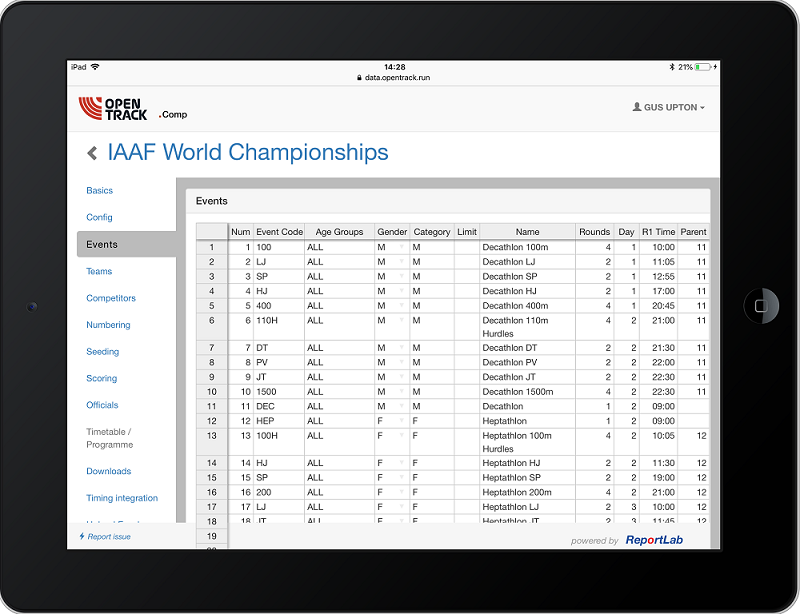 iPad 14:28 21%
data.opentrack.run
OPEN
TRACK .Comp GUS UPTON
IAAF World Championships
Basics
Config
Events
Teams
Competitors
Numbering
Seeding
Scoring
Officials
Timetable /
Programme
Downloads
Timing integration
Report issue
Events
Num Event Code Age Groups Gender Category Limit Name Rounds Day R1 Time Parent
1 1 100 ALL M M Decathlon 100m 4 1 10:00 11
2 2 LJ ALL M M Decathlon LJ 2 1 11:05 11
3 3 SP ALL M M Decathlon SP 2 1 12:55 11
4 4 HJ ALL M M Decathlon HJ 2 1 17:00 11
5 5 400 ALL M M Decathlon 400m 4 1 20:45 11
6 6 110H ALL M M Decathlon 110m 4 2 21:00 11
Hurdles
7 7 DT ALL M M Decathlon DT 2 2 21:30 11
8 8 PV ALL M M Decathlon PV 2 2 22:00 11
9 9 JT ALL M M Decathlon JT 2 2 22:30 11
10 10 1500 ALL M M Decathlon 1500m 4 2 22:30 11
11 11 DEC ALL M M Decathlon 1 2 09:00
12 12 HEP ALL F F Heptathlon 1 2 09:00
13 13 100H ALL F F Heptathlon 100m 4 2 10:05 12
Hurdles
14 14 HJ ALL F F Heptathlon HJ 2 2 11:30 12
15 15 SP ALL F F Heptathlon SP 2 2 19:00 12
16 16 200 ALL F F Heptathlon 200m 4 2 21:00 12
17 17 LJ ALL F F Heptathlon LJ 2 3 10:00 12
18 18 JT ALL F F Heptathlon JT 2 3 11:45 12
19
powered by ReportLab